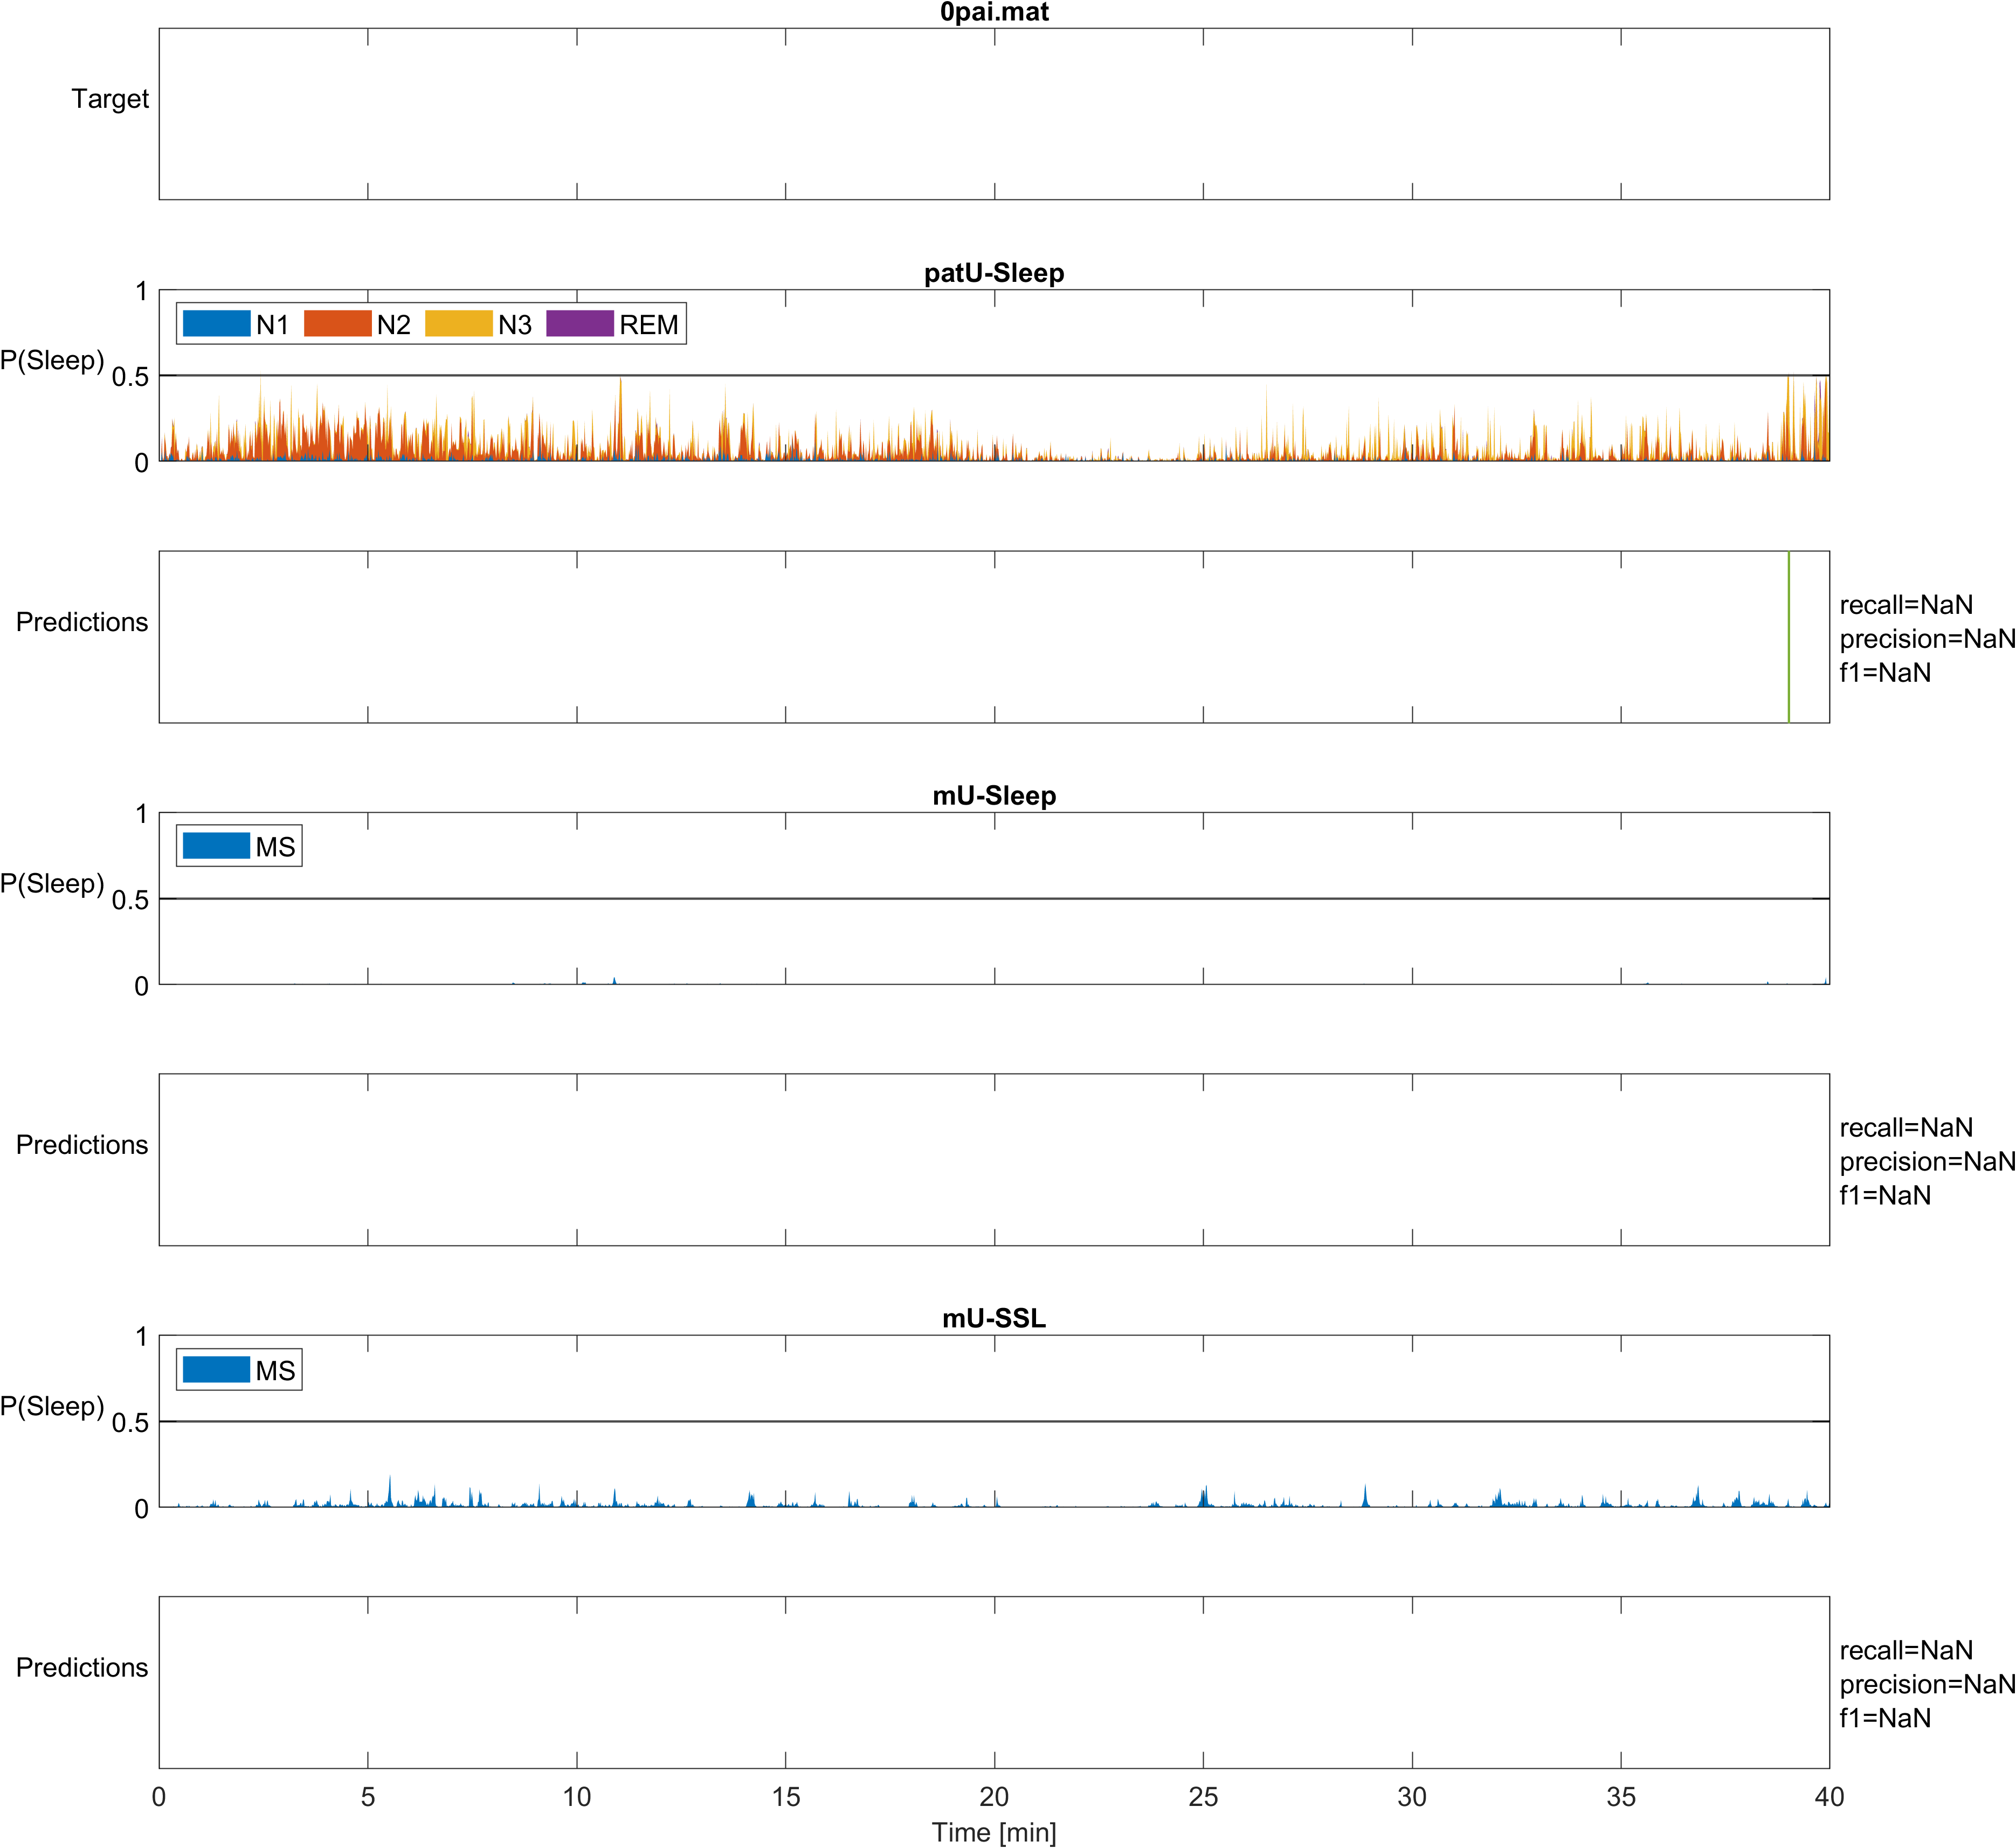 0pai.mat
Target
patU-Sleep
1
N1 N2 N3 REM
P(Sleep)
0.5
0
Predictions
recall=NaN
precision=NaN
f1=NaN
mU-Sleep
1
MS
P(Sleep)
0.5
0
Predictions
recall=NaN
precision=NaN
f1=NaN
mU-SSL
1
MS
P(Sleep)
0.5
0
Predictions
recall=NaN
precision=NaN
f1=NaN
0 5 10 15 20 25 30 35 40
Time [min]